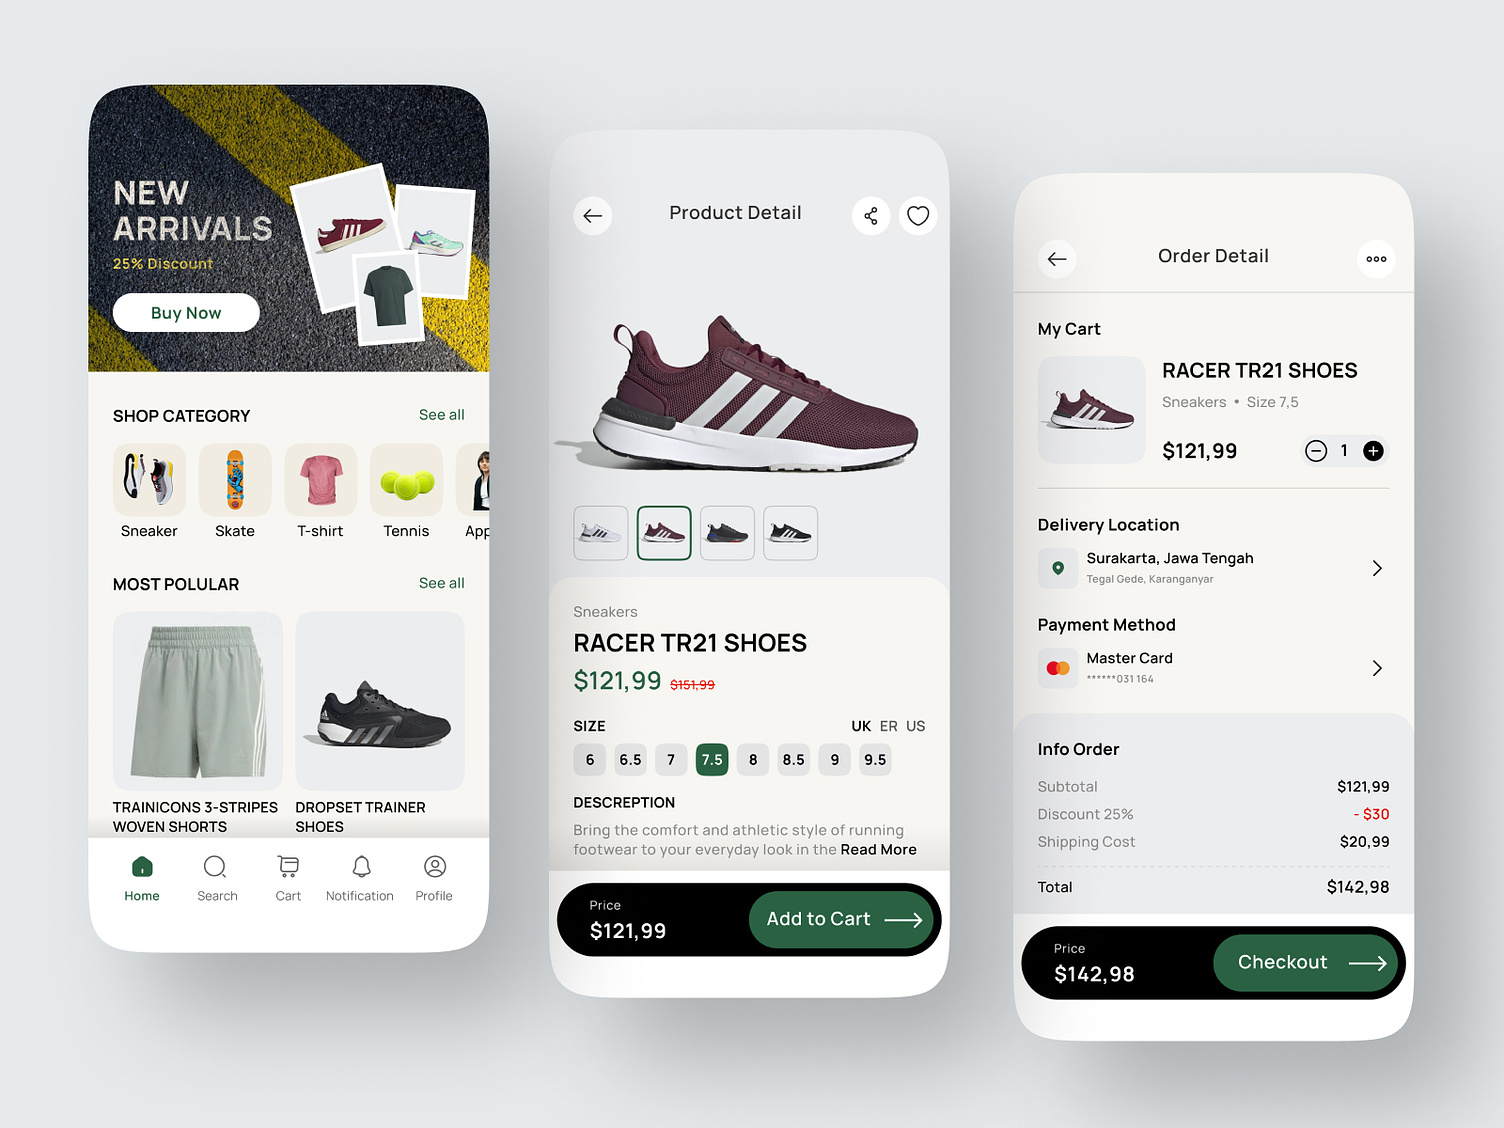 NEW
ARRIVALS
25% Discount
Buy Now
SHOP CATEGORY
See all
Sneaker
Skate
T-shirt
Tennis
App
MOST POLULAR
See all
TRAINICONS 3-STRIPES
WOVEN SHORTS
DROPSET TRAINER
SHOES
Home
Search
Cart
Notification
Profile
Product Detail
Sneakers
RACER TR21 SHOES
$121,99 $151,99
SIZE
UK ER US
6 6.5 7 7.5 8 8.5 9 9.5
DESCREPTION
Bring the comfort and athletic style of running
footwear to your everyday look in the Read More
Price
$121,99
Add to Cart
Order Detail
My Cart
RACER TR21 SHOES
Sneakers • Size 7,5
$121,99
1
Delivery Location
Surakarta, Jawa Tengah
Tegal Gede, Karanganyar
Payment Method
Master Card
******031 164
Info Order
Subtotal $121,99
Discount 25% - $30
Shipping Cost $20,99
Total $142,98
Price
$142,98
Checkout